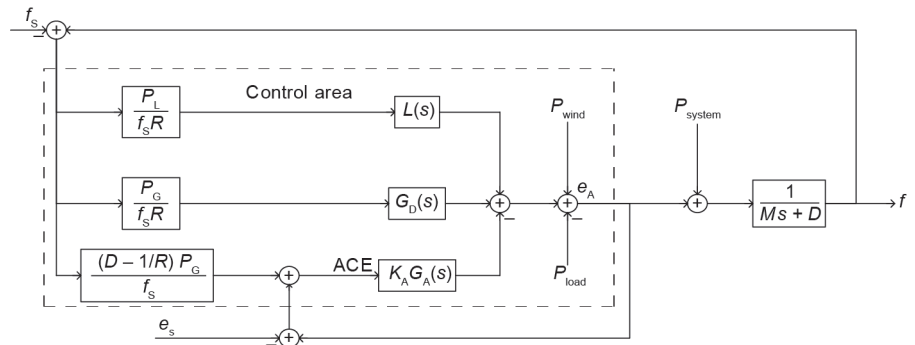 f_S
+
−
Control area
P_L
f_S R
L(s)
P_wind
P_system
P_G
f_S R
G_D(s)
+
−
+
−
e_A
+
1
Ms + D
f
(D − 1/R) P_G
f_S
+
ACE
K_A G_A(s)
P_load
e_s
+
−